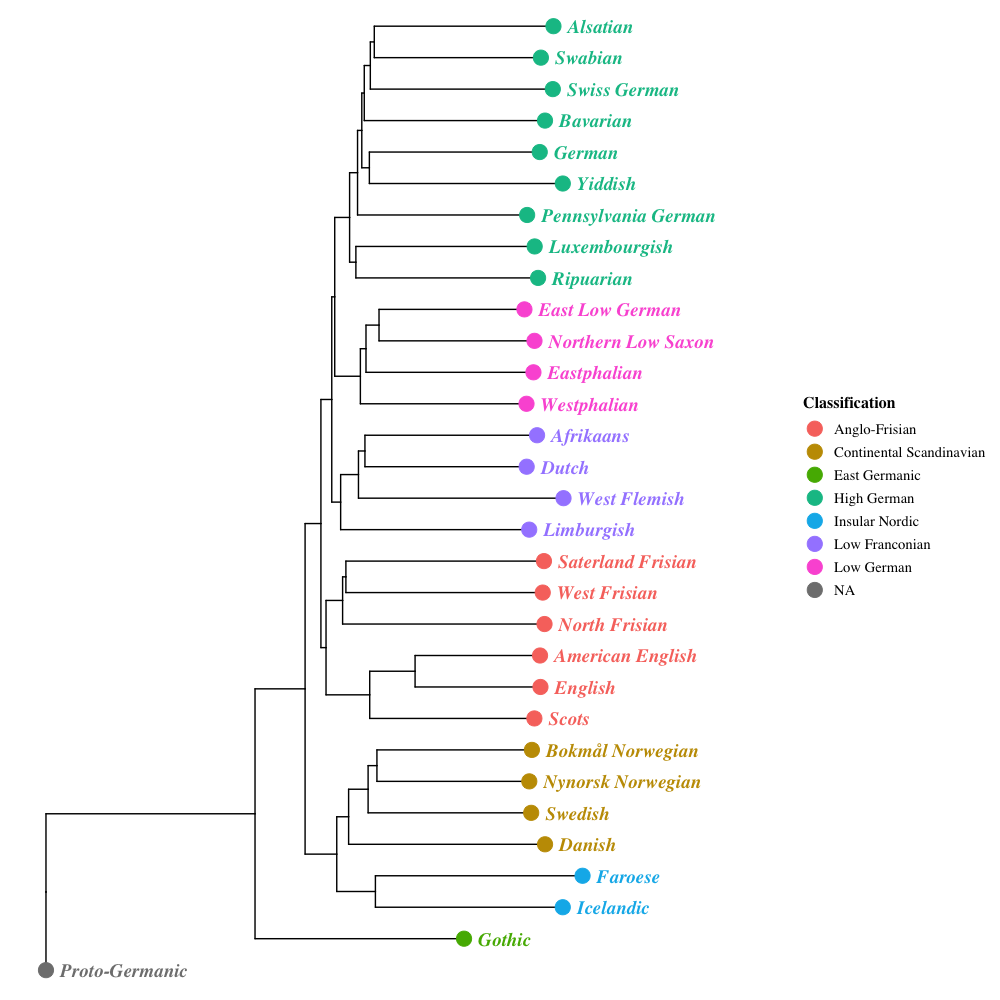 Alsatian
Swabian
Swiss German
Bavarian
German
Yiddish
Pennsylvania German
Luxembourgish
Ripuarian
East Low German
Northern Low Saxon
Eastphalian
Westphalian
Afrikaans
Dutch
West Flemish
Limburgish
Saterland Frisian
West Frisian
North Frisian
American English
English
Scots
Bokmål Norwegian
Nynorsk Norwegian
Swedish
Danish
Faroese
Icelandic
Gothic
Proto-Germanic
Classification
Anglo-Frisian
Continental Scandinavian
East Germanic
High German
Insular Nordic
Low Franconian
Low German
NA